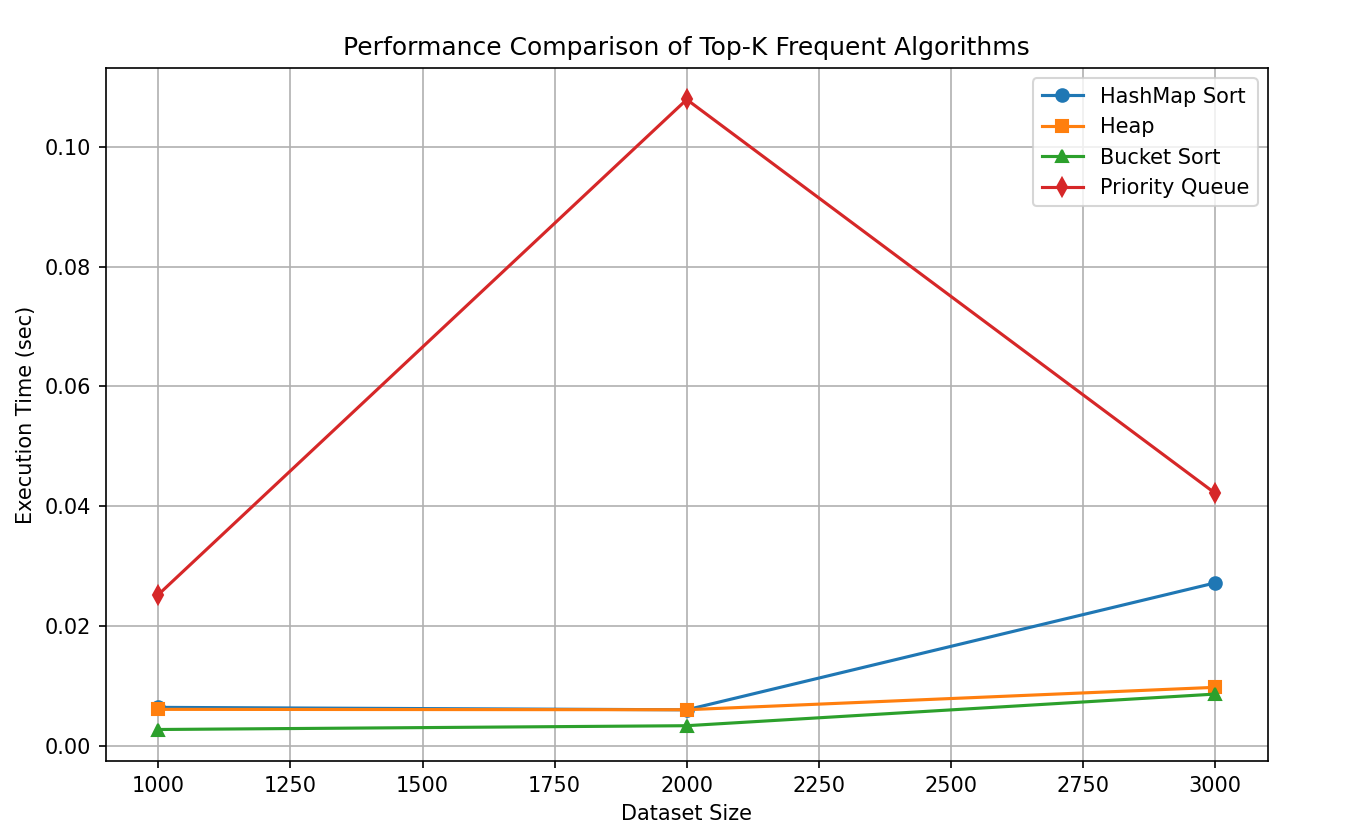 Performance Comparison of Top-K Frequent Algorithms
HashMap Sort
Heap
Bucket Sort
Priority Queue
Execution Time (sec)
0.10
0.08
0.06
0.04
0.02
0.00
1000 1250 1500 1750 2000 2250 2500 2750 3000
Dataset Size